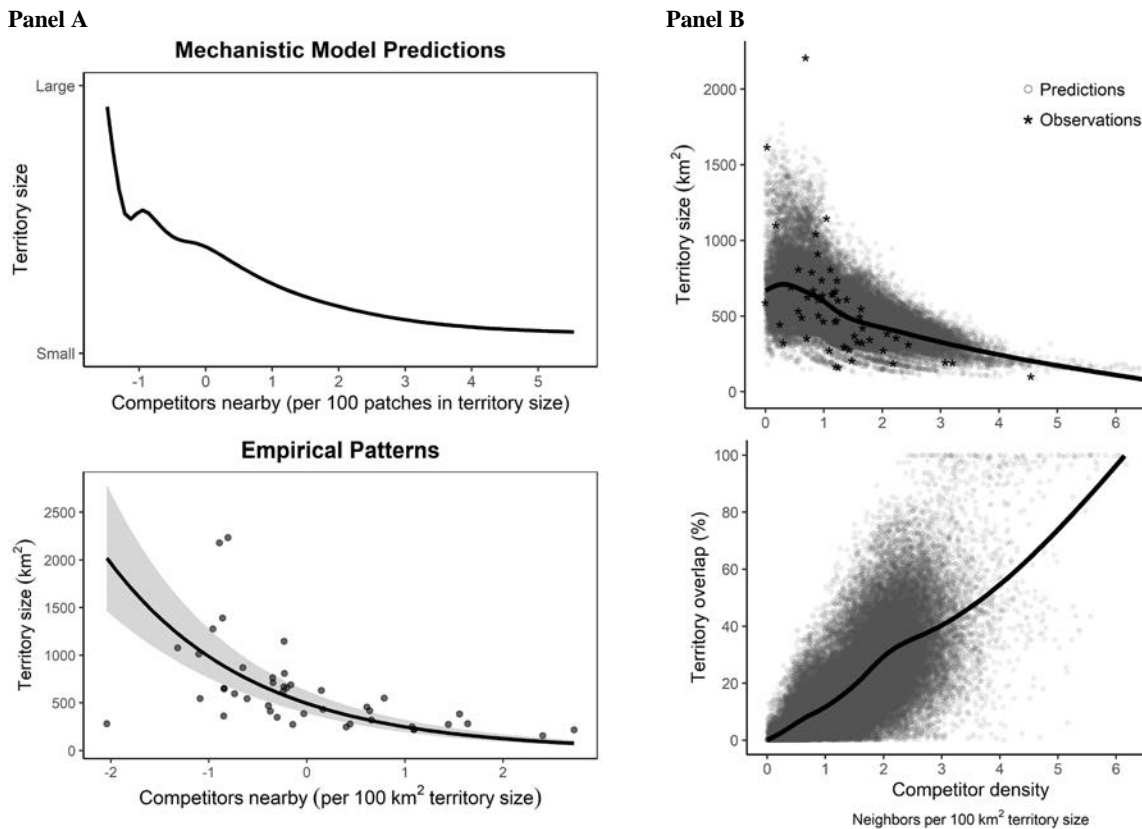 Panel A
Mechanistic Model Predictions
Large
Small
Territory size
-1 0 1 2 3 4 5
Competitors nearby (per 100 patches in territory size)
Empirical Patterns
2500
2000
1500
1000
500
0
Territory size (km²)
-2 -1 0 1 2
Competitors nearby (per 100 km² territory size)
Panel B
Predictions
Observations
2000
1500
1000
500
0
Territory size (km²)
0 1 2 3 4 5 6
100
80
60
40
20
0
Territory overlap (%)
0 1 2 3 4 5 6
Competitor density
Neighbors per 100 km² territory size